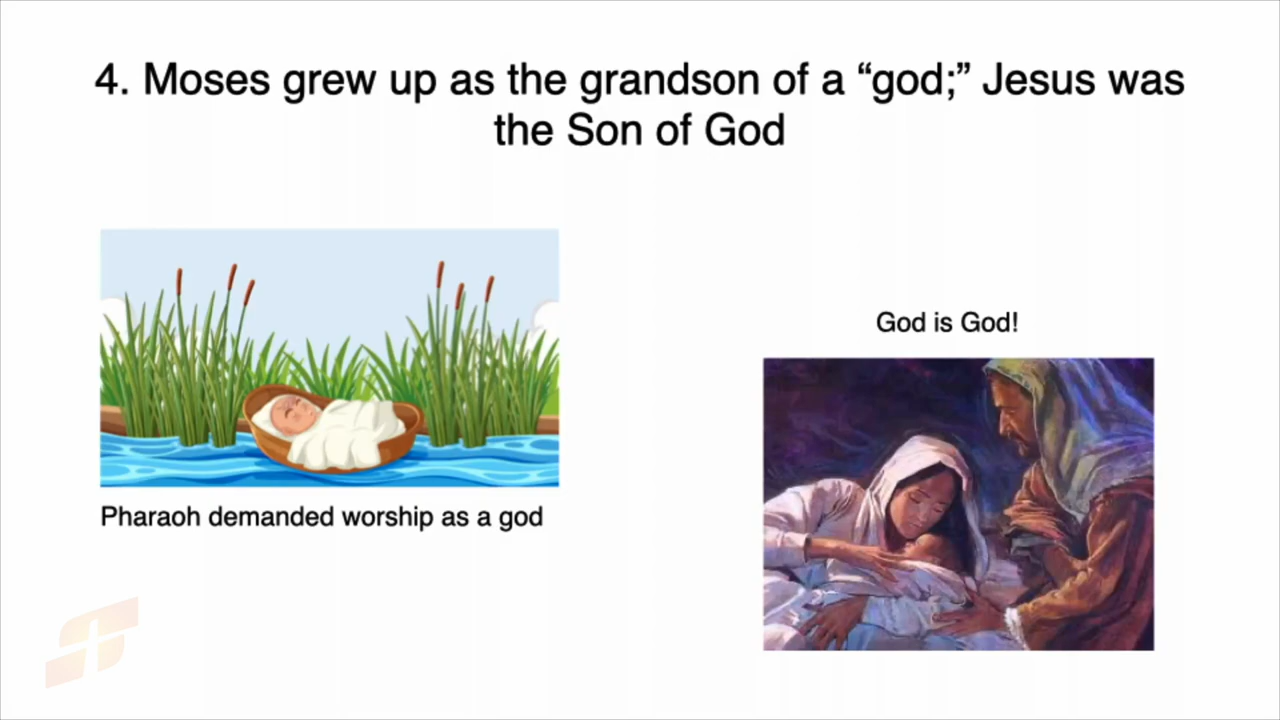 4. Moses grew up as the grandson of a “god;” Jesus was
the Son of God
God is God!
Pharaoh demanded worship as a god